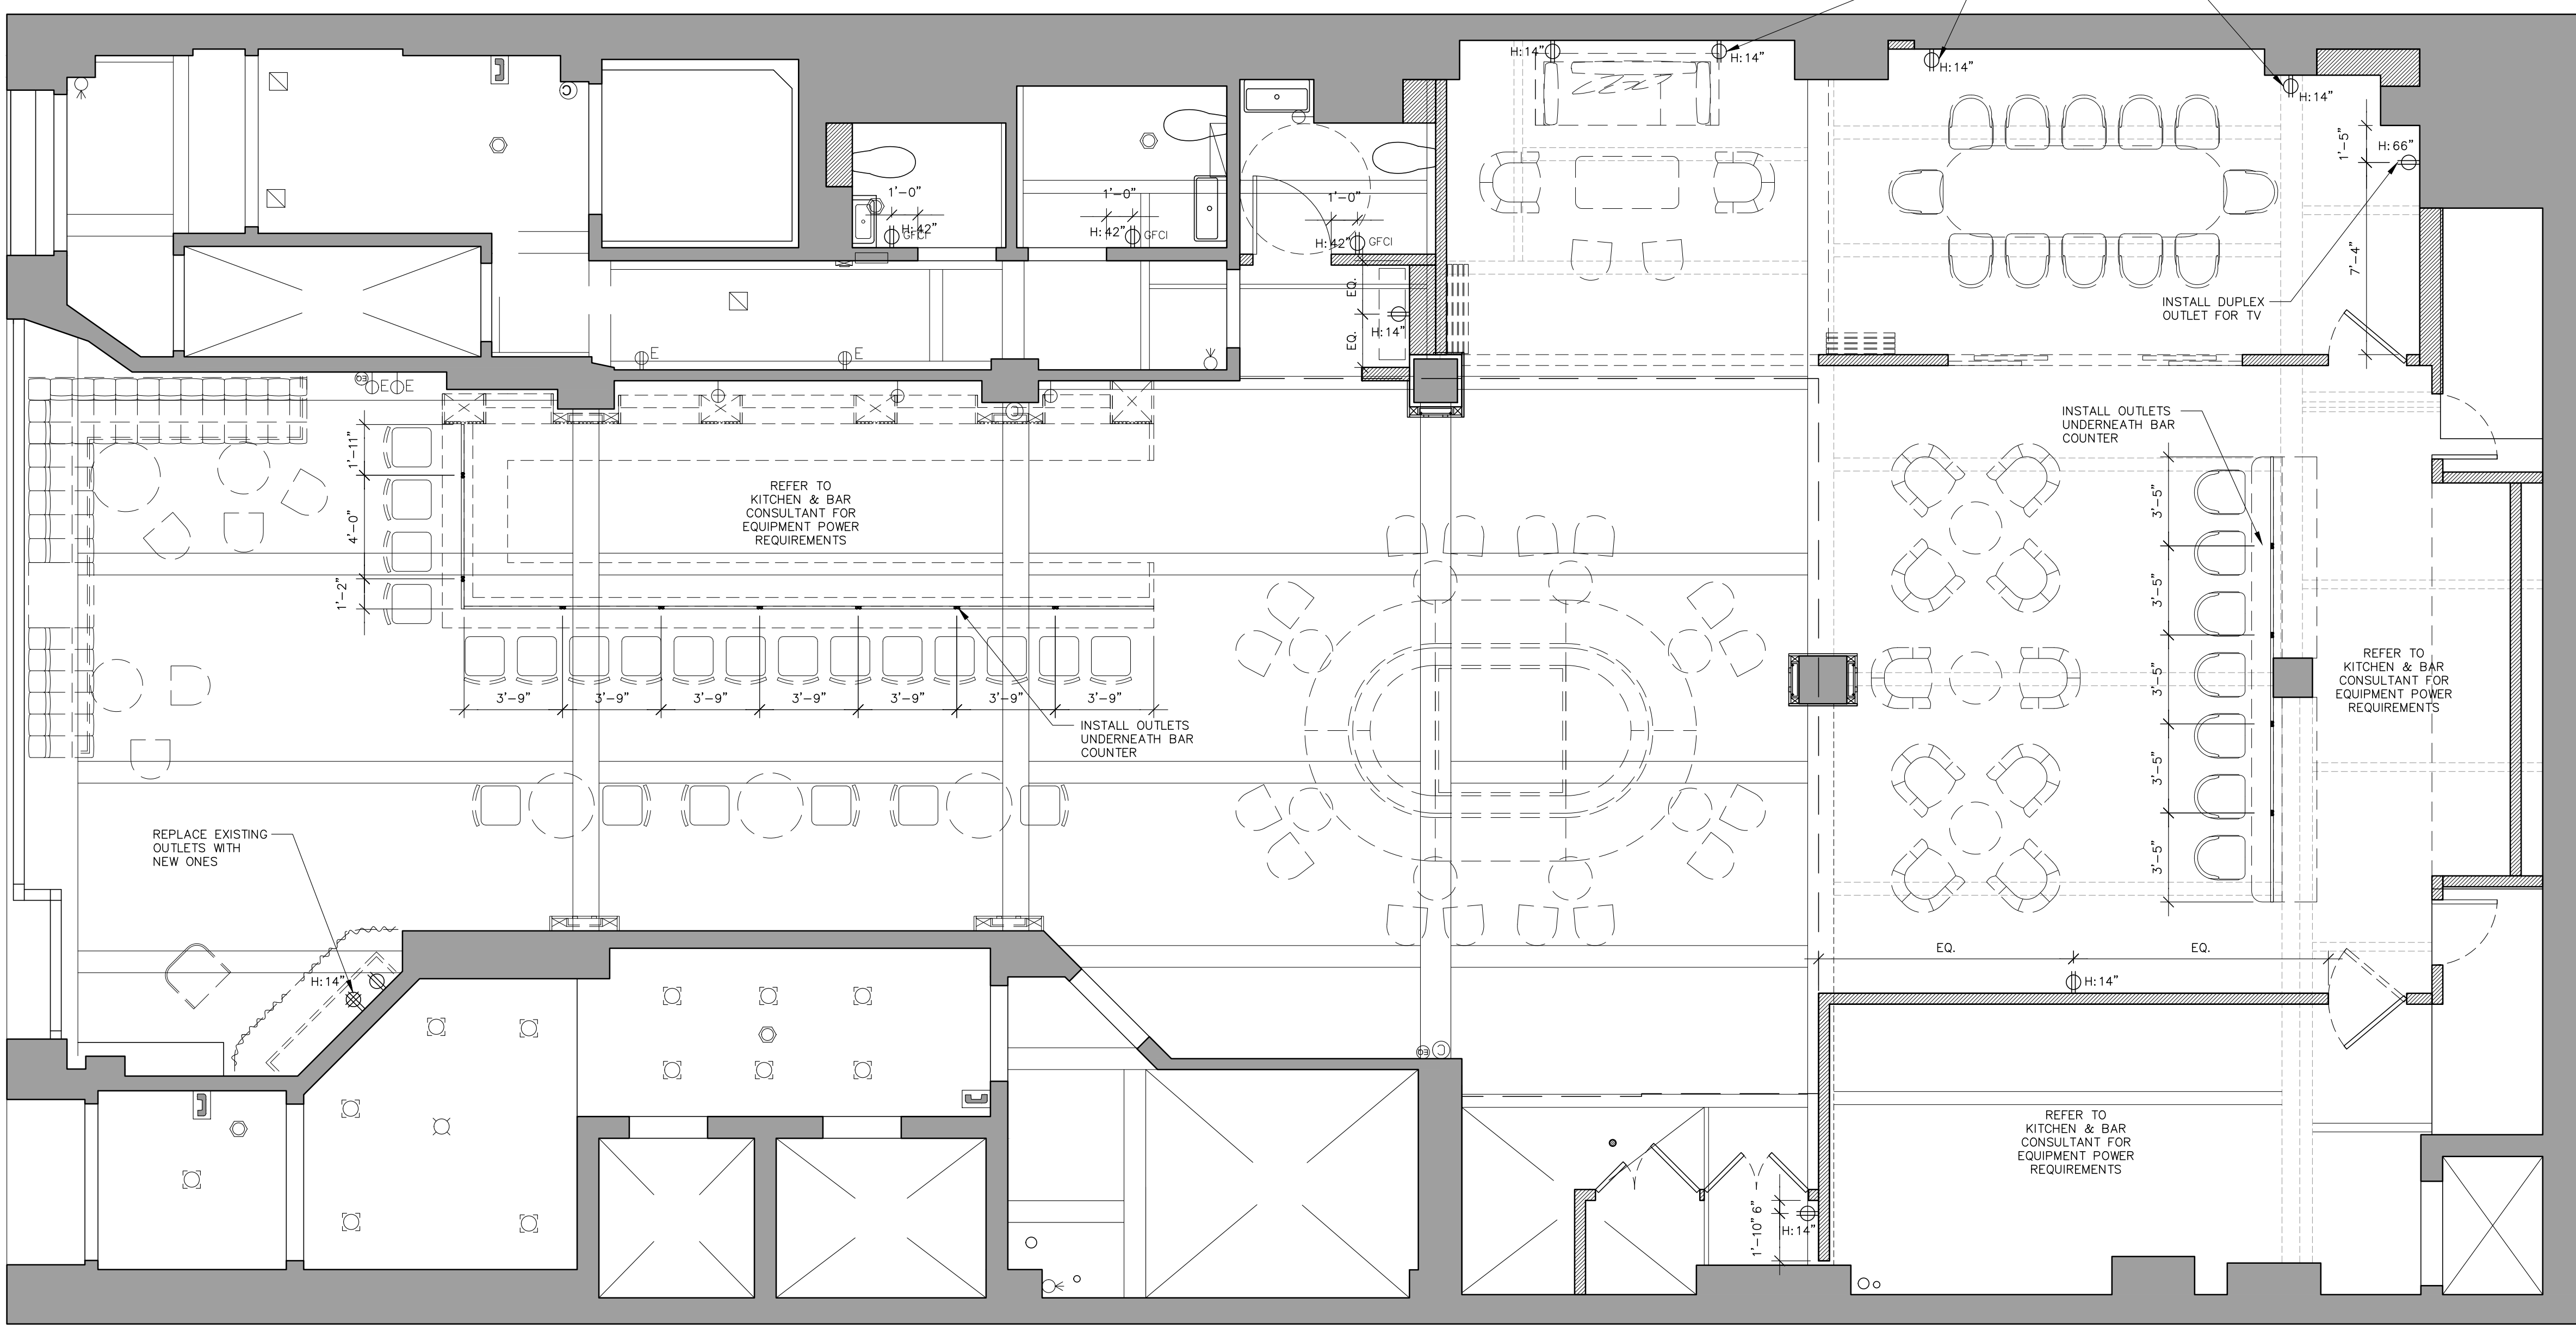 H:14"
H:14"
H:14"
H:14"
1'-5"
H:66"
1'-0"
H:42"
GFCI
1'-0"
H:42"
GFCI
1'-0"
H:42"
GFCI
7'-4"
INSTALL DUPLEX
OUTLET FOR TV
EQ.
H:14"
EQ.
E
E
E
E
INSTALL OUTLETS
UNDERNEATH BAR
COUNTER
1'-11"
4'-0"
1'-2"
REFER TO
KITCHEN & BAR
CONSULTANT FOR
EQUIPMENT POWER
REQUIREMENTS
3'-5"
3'-5"
3'-5"
3'-5"
3'-5"
REFER TO
KITCHEN & BAR
CONSULTANT FOR
EQUIPMENT POWER
REQUIREMENTS
3'-9"
3'-9"
3'-9"
3'-9"
3'-9"
3'-9"
3'-9"
INSTALL OUTLETS
UNDERNEATH BAR
COUNTER
REPLACE EXISTING
OUTLETS WITH
NEW ONES
H:14"
EQ.
EQ.
H:14"
REFER TO
KITCHEN & BAR
CONSULTANT FOR
EQUIPMENT POWER
REQUIREMENTS
6"
1'-10"
H:14"